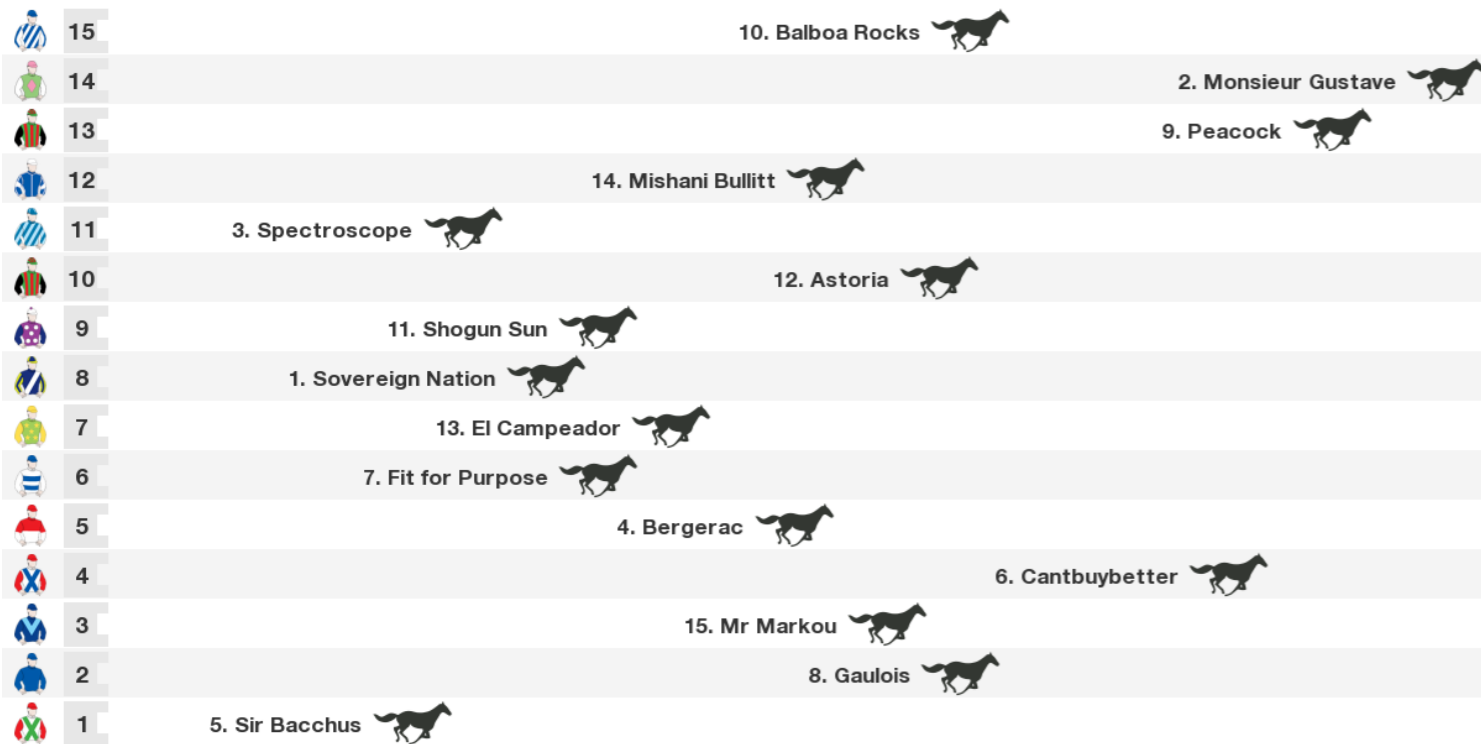 15 10. Balboa Rocks
14 2. Monsieur Gustave
13 9. Peacock
12 14. Mishani Bullitt
11 3. Spectroscope
10 12. Astoria
9 11. Shogun Sun
8 1. Sovereign Nation
7 13. El Campeador
6 7. Fit for Purpose
5 4. Bergerac
4 6. Cantbuybetter
3 15. Mr Markou
2 8. Gaulois
1 5. Sir Bacchus